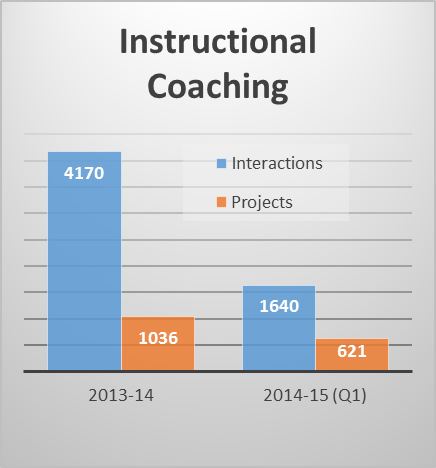 Instructional
Coaching
Interactions
Projects
4170
1036
1640
621
2013-14
2014-15 (Q1)